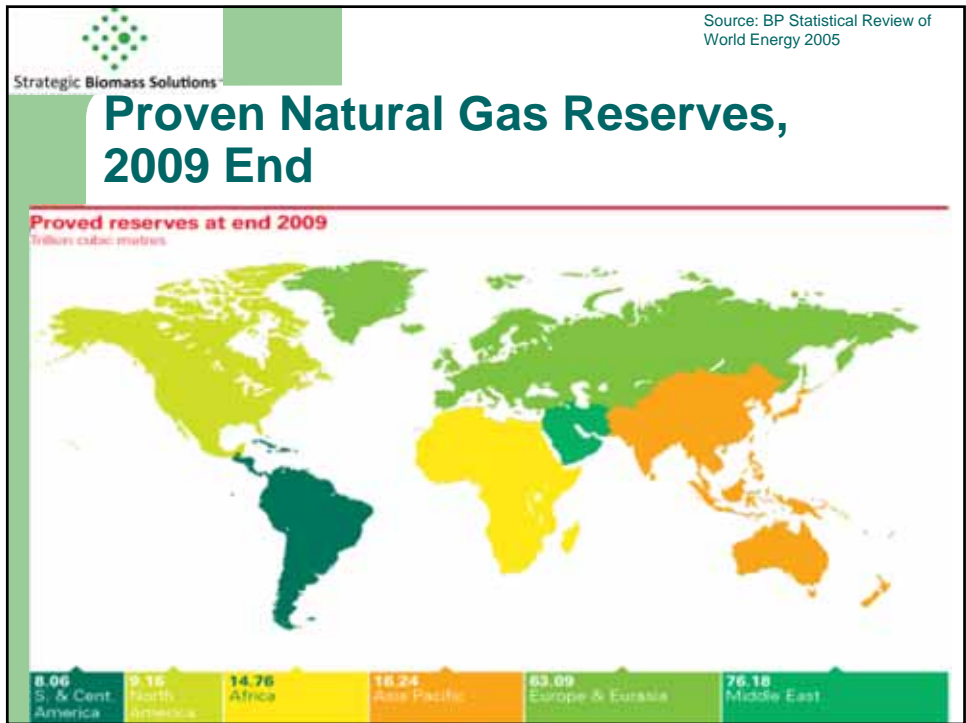 Source: BP Statistical Review of
World Energy 2005
Strategic Biomass Solutions
Proven Natural Gas Reserves,
2009 End
Proved reserves at end 2009
Trillion cubic metres
8.06
S. & Cent.
America
9.16
North
America
14.76
Africa
16.24
Asia Pacific
63.09
Europe & Eurasia
76.18
Middle East